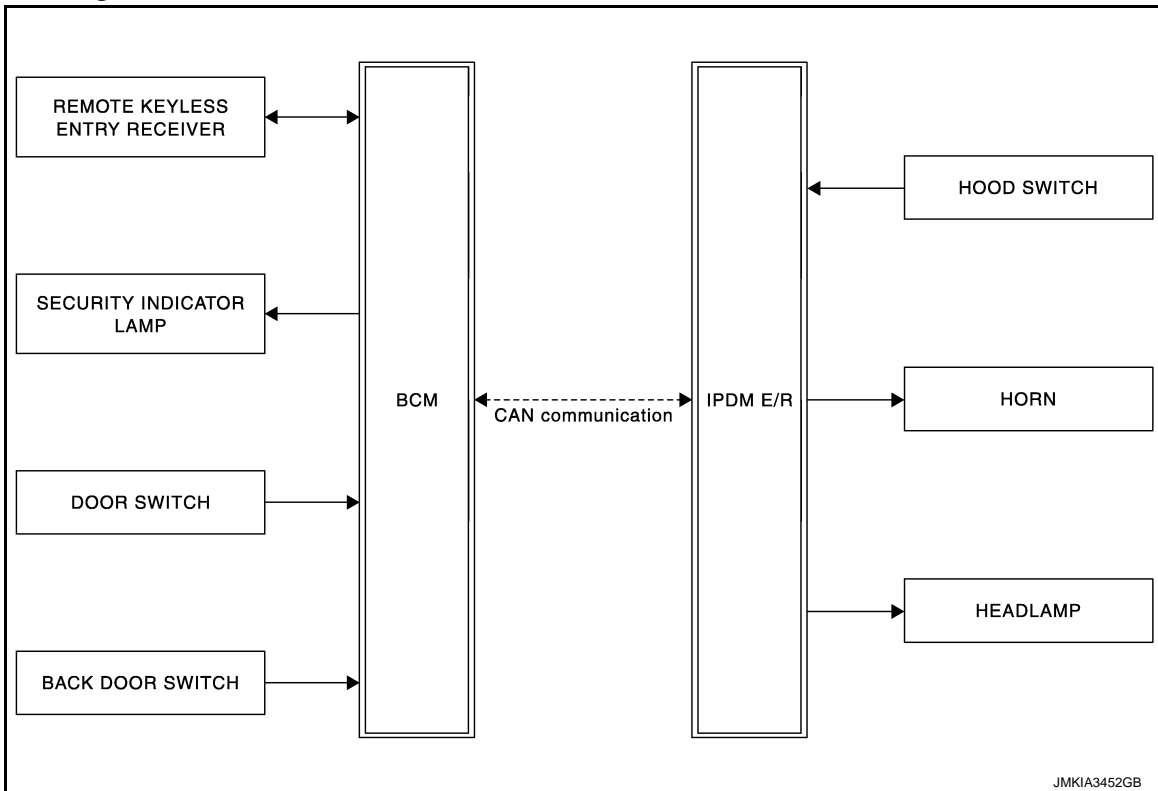 REMOTE KEYLESS
ENTRY RECEIVER
SECURITY INDICATOR
LAMP
DOOR SWITCH
BACK DOOR SWITCH
BCM
CAN communication
IPDM E/R
HOOD SWITCH
HORN
HEADLAMP
JMKIA3452GB